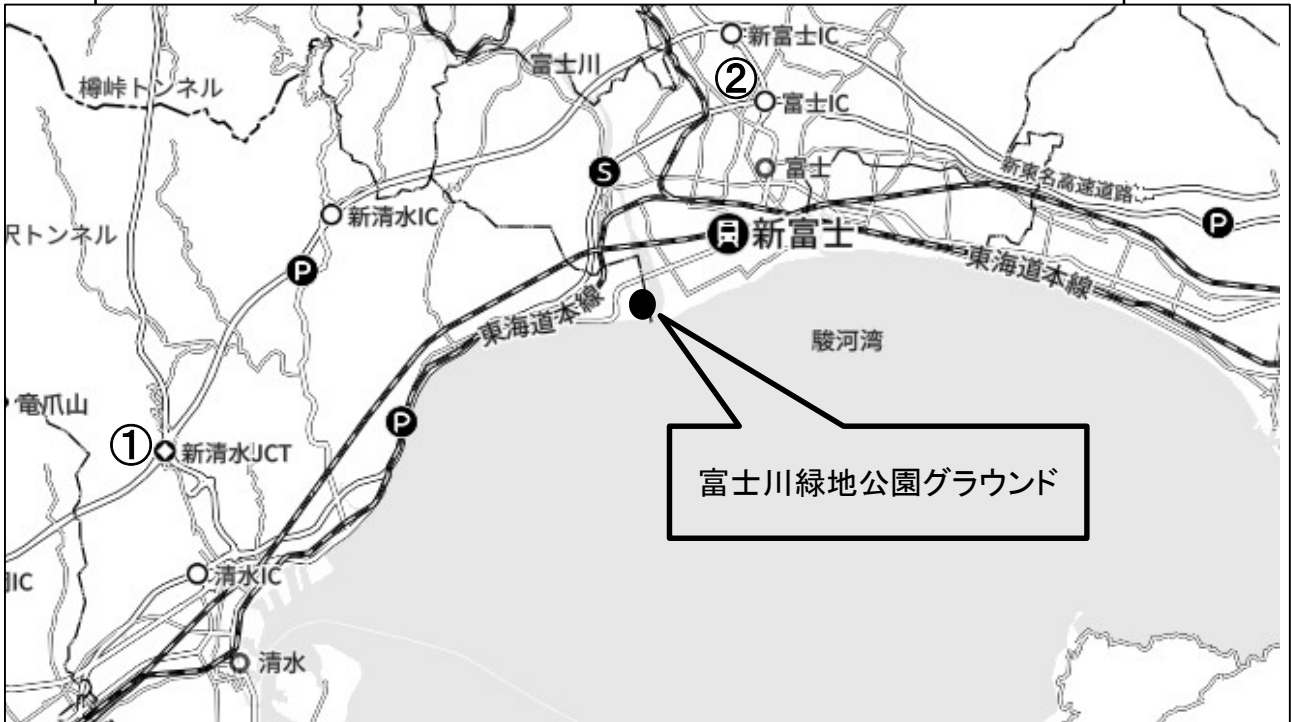 新富士IC
富士川
②
樽峠トンネル
富士IC
S
富士
新東名高速道路
新清水IC
P
沢トンネル
新富士
P
東海道本線
東海道本線
駿河湾
竜爪山
P
①
新清水JCT
富士川緑地公園グラウンド
IC
清水IC
清水